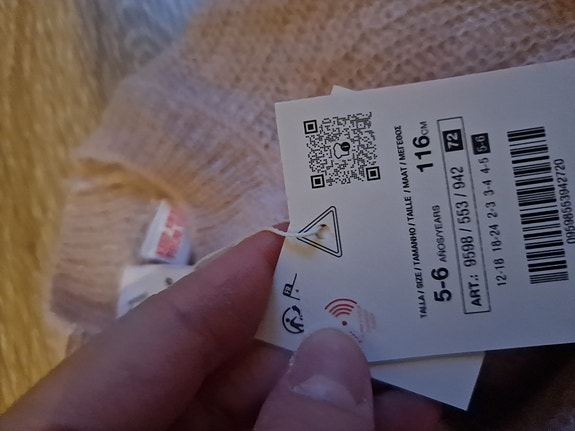 TALLA / SIZE / TAMANHO / TAILLE / MAAT / ΜΕΓΕΘΟΣ
5-6 AÑOS/YEARS 116CM
ART.: 9598 / 553 / 942 72
12-18 18-24 2-3 3-4 4-5 5-6
09598553942720